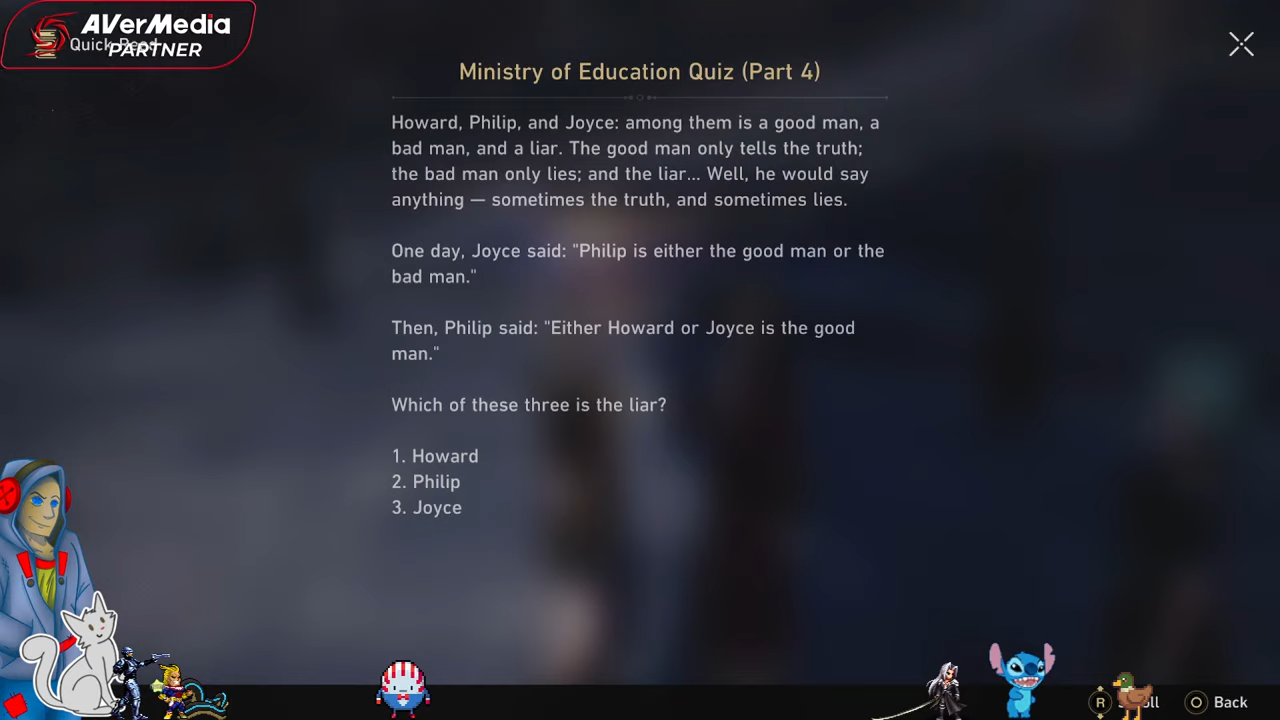 AVerMedia
PARTNER
Quick Read
Ministry of Education Quiz (Part 4)
Howard, Philip, and Joyce: among them is a good man, a
bad man, and a liar. The good man only tells the truth;
the bad man only lies; and the liar... Well, he would say
anything — sometimes the truth, and sometimes lies.
One day, Joyce said: "Philip is either the good man or the
bad man."
Then, Philip said: "Either Howard or Joyce is the good
man."
Which of these three is the liar?
1. Howard
2. Philip
3. Joyce
R
Back